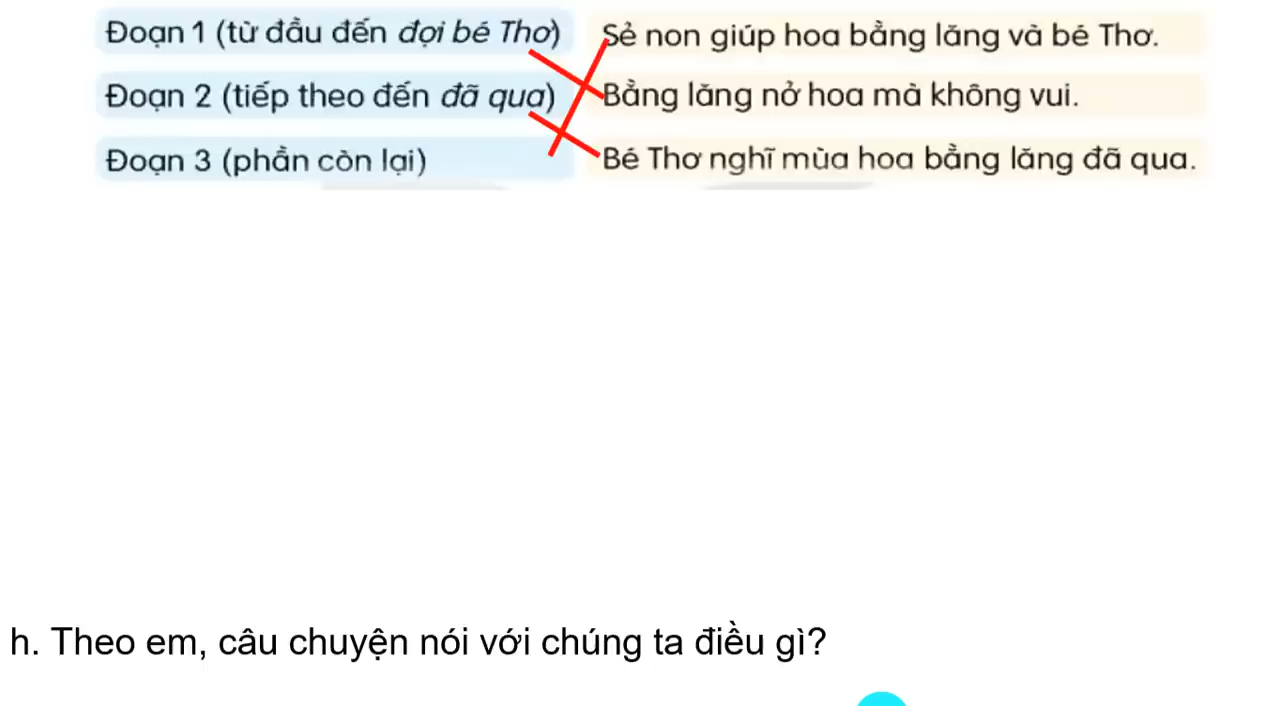 Đoạn 1 (từ đầu đến đợi bé Thơ)
Sẻ non giúp hoa bằng lăng và bé Thơ.
Đoạn 2 (tiếp theo đến đã qua)
Bằng lăng nở hoa mà không vui.
Đoạn 3 (phần còn lại)
Bé Thơ nghĩ mùa hoa bằng lăng đã qua.
h. Theo em, câu chuyện nói với chúng ta điều gì?